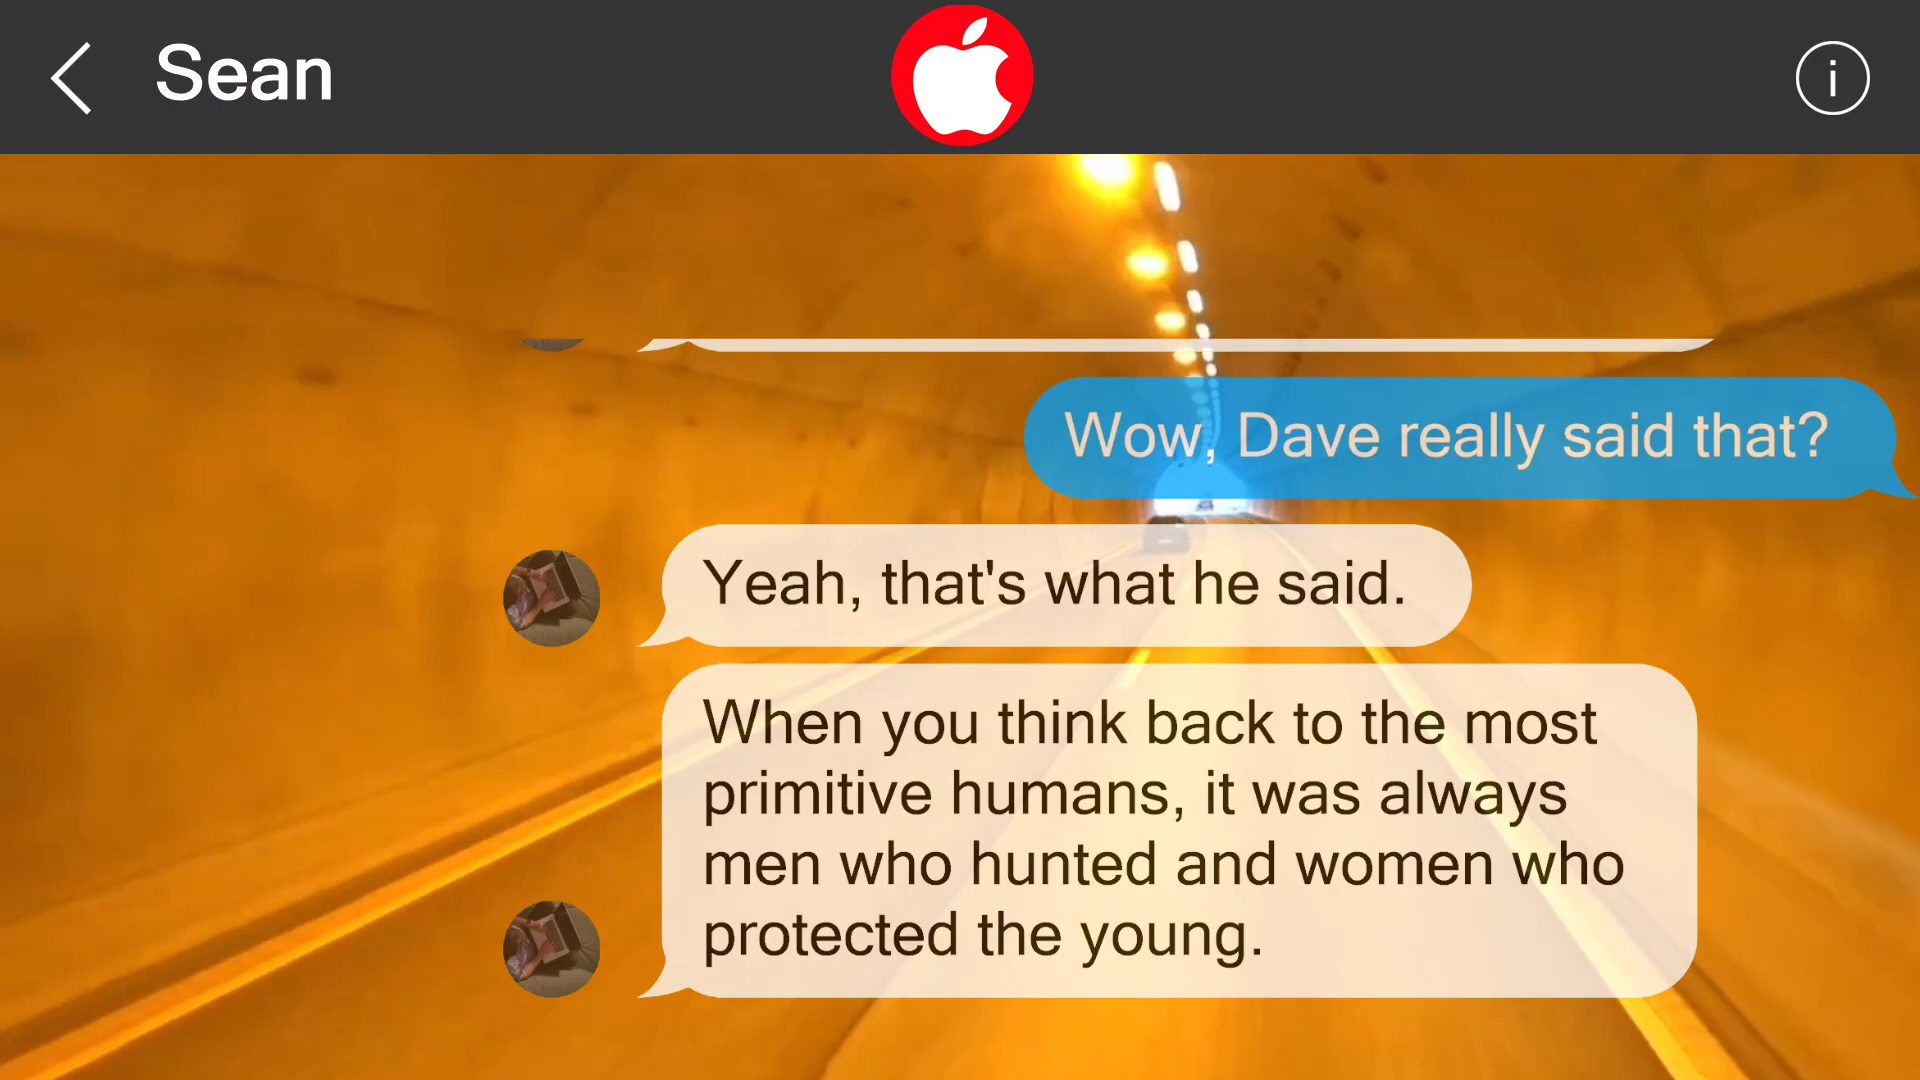 Sean
Wow, Dave really said that?
Yeah, that's what he said.
When you think back to the most
primitive humans, it was always
men who hunted and women who
protected the young.